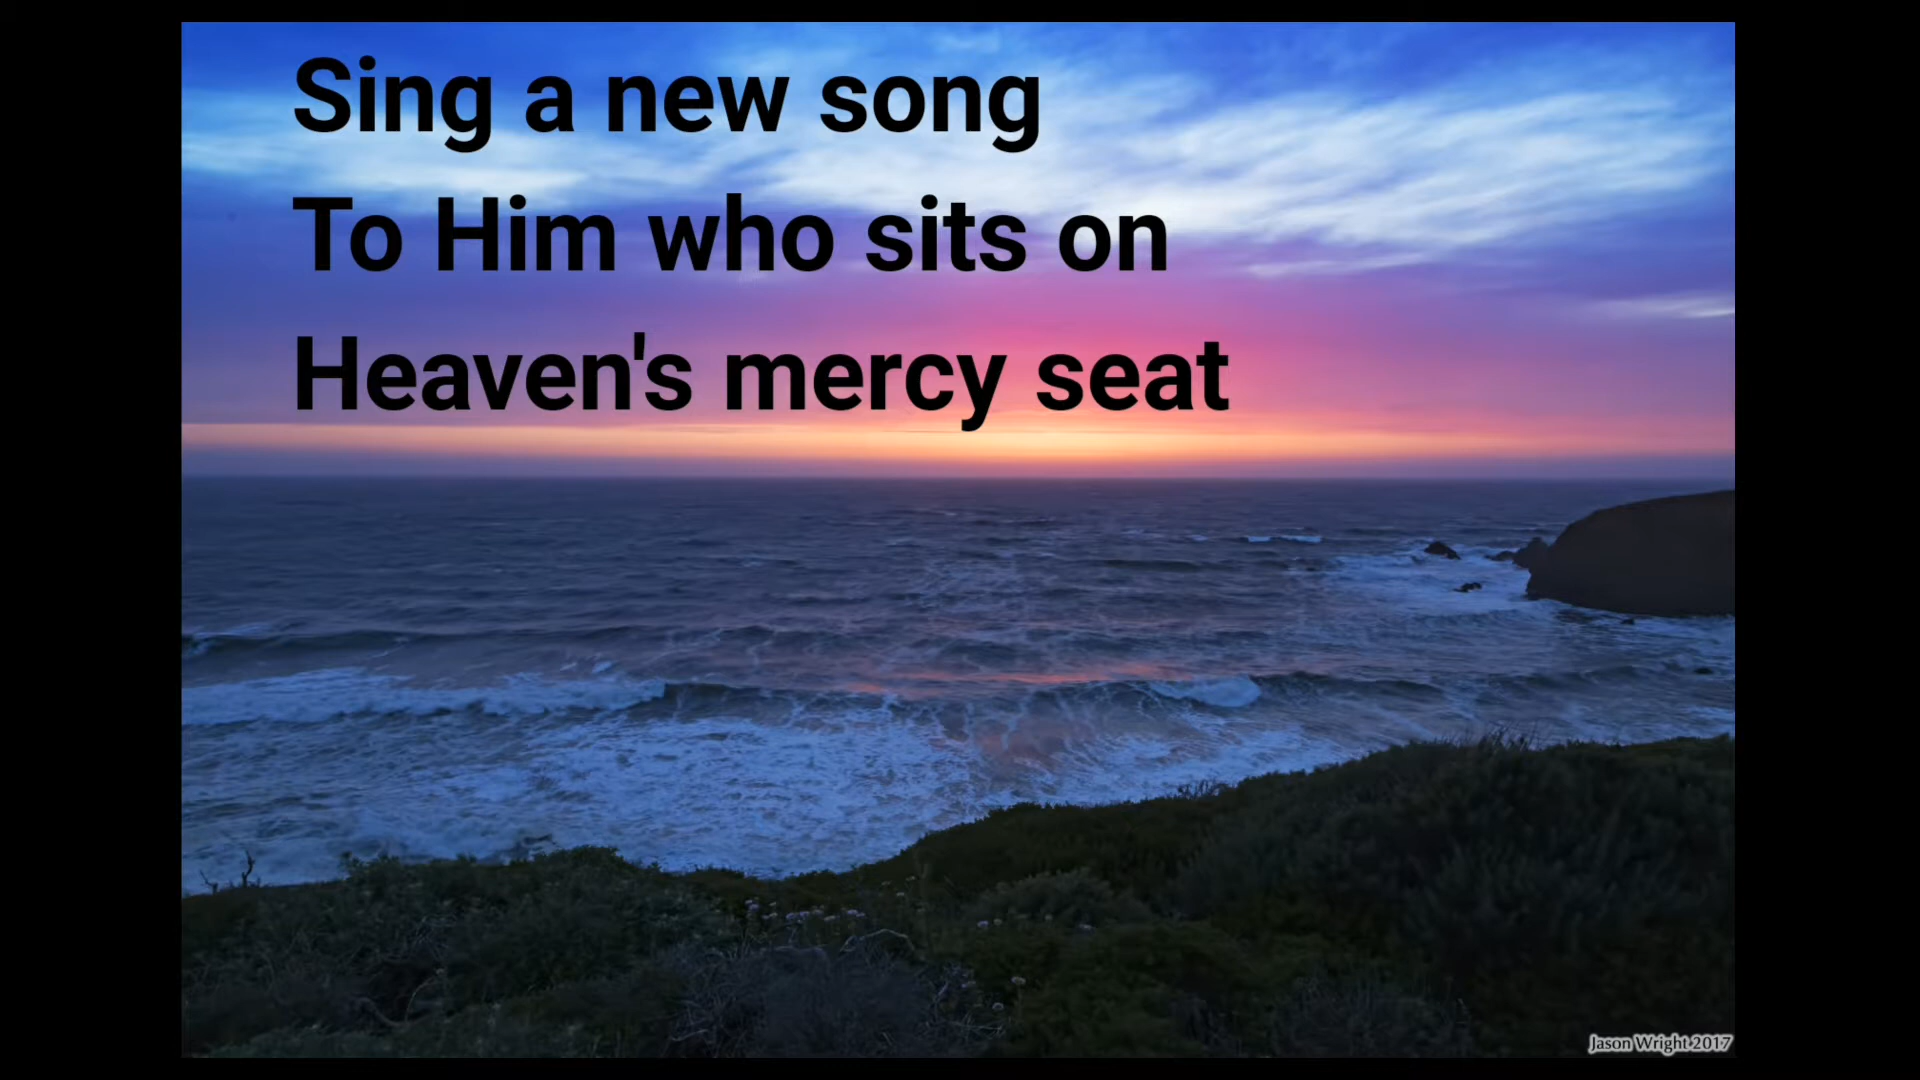 Sing a new song
To Him who sits on
Heaven's mercy seat
Jason Wright 2017